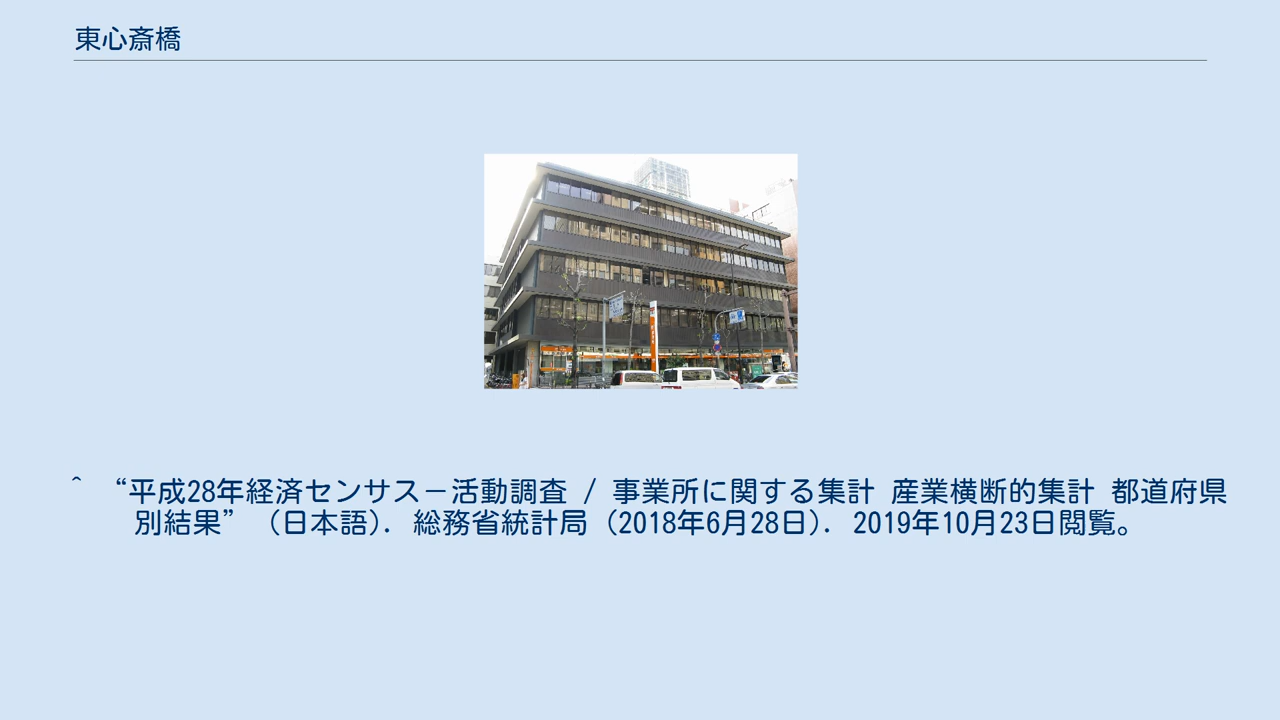 東心斎橋
^ “平成28年経済センサス－活動調査 / 事業所に関する集計 産業横断的集計 都道府県
別結果” (日本語). 総務省統計局 (2018年6月28日). 2019年10月23日閲覧。